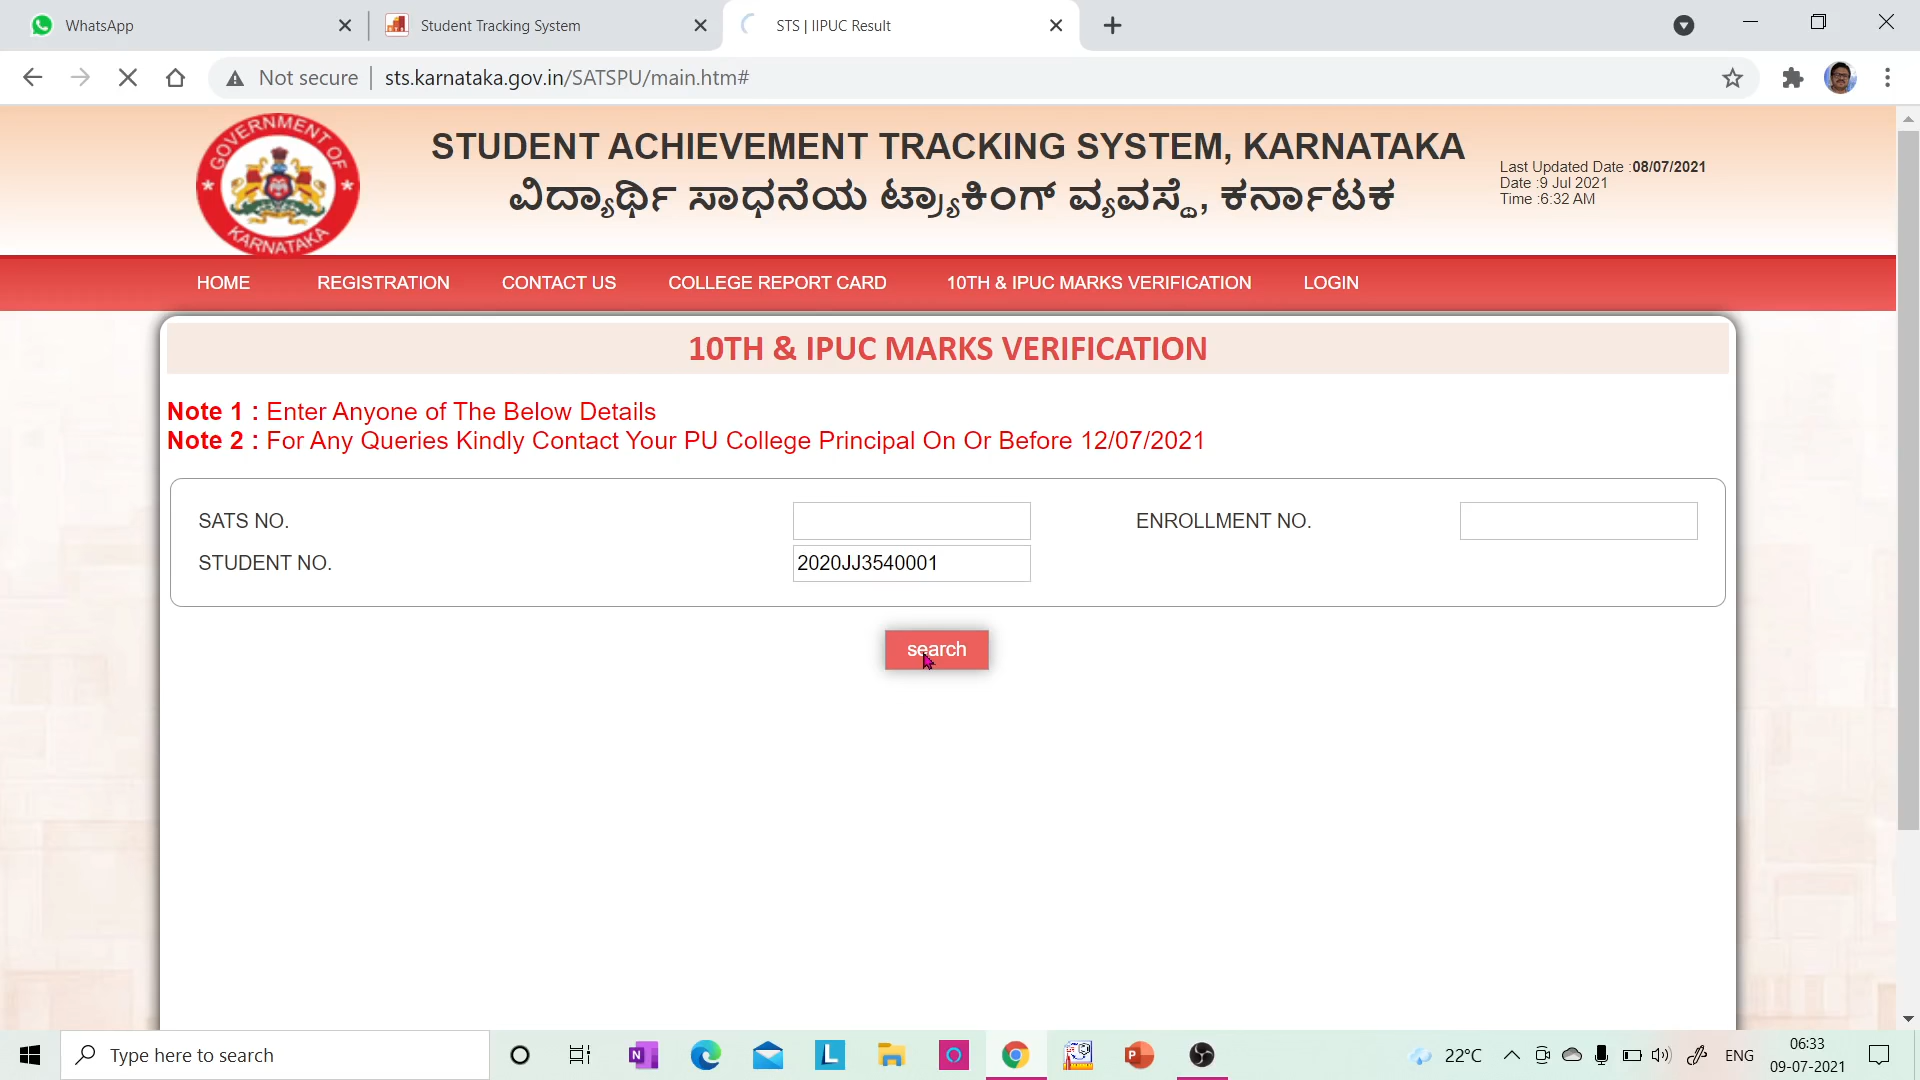 WhatsApp
Student Tracking System
STS | IIPUC Result
Not secure
sts.karnataka.gov.in/SATSPU/main.htm#
GOVERNMENT OF
KARNATAKA
STUDENT ACHIEVEMENT TRACKING SYSTEM, KARNATAKA
ವಿದ್ಯಾರ್ಥಿ ಸಾಧನೆಯ ಟ್ರ್ಯಾಕಿಂಗ್ ವ್ಯವಸ್ಥೆ, ಕರ್ನಾಟಕ
Last Updated Date :08/07/2021
Date :9 Jul 2021
Time :6:32 AM
HOME REGISTRATION CONTACT US COLLEGE REPORT CARD 10TH & IPUC MARKS VERIFICATION LOGIN
10TH & IPUC MARKS VERIFICATION
Note 1 : Enter Anyone of The Below Details
Note 2 : For Any Queries Kindly Contact Your PU College Principal On Or Before 12/07/2021
SATS NO. ENROLLMENT NO.
STUDENT NO. 2020JJ3540001
search
Type here to search
22°C
ENG
06:33
09-07-2021